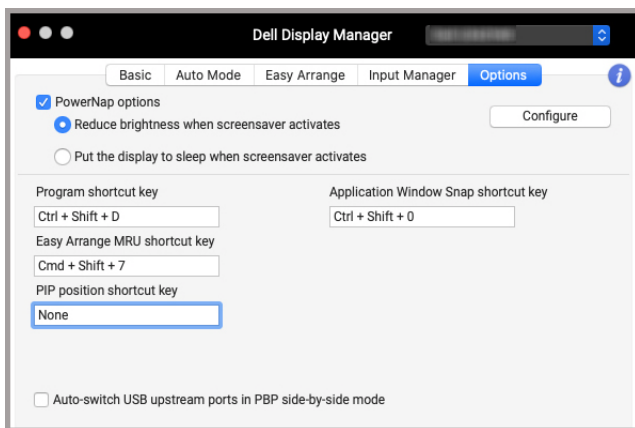 Dell Display Manager
Basic Auto Mode Easy Arrange Input Manager Options
PowerNap options
Configure
Reduce brightness when screensaver activates
Put the display to sleep when screensaver activates
Program shortcut key
Application Window Snap shortcut key
Ctrl + Shift + D
Ctrl + Shift + 0
Easy Arrange MRU shortcut key
Cmd + Shift + 7
PIP position shortcut key
None
Auto-switch USB upstream ports in PBP side-by-side mode